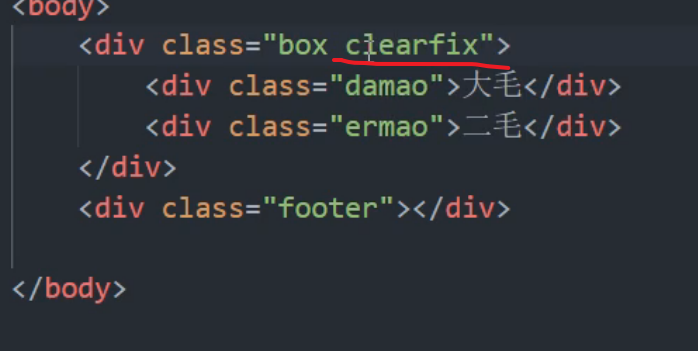 <body>
<div class="box clearfix">
<div class="damao">大毛</div>
<div class="ermao">二毛</div>
</div>
<div class="footer"></div>
</body>